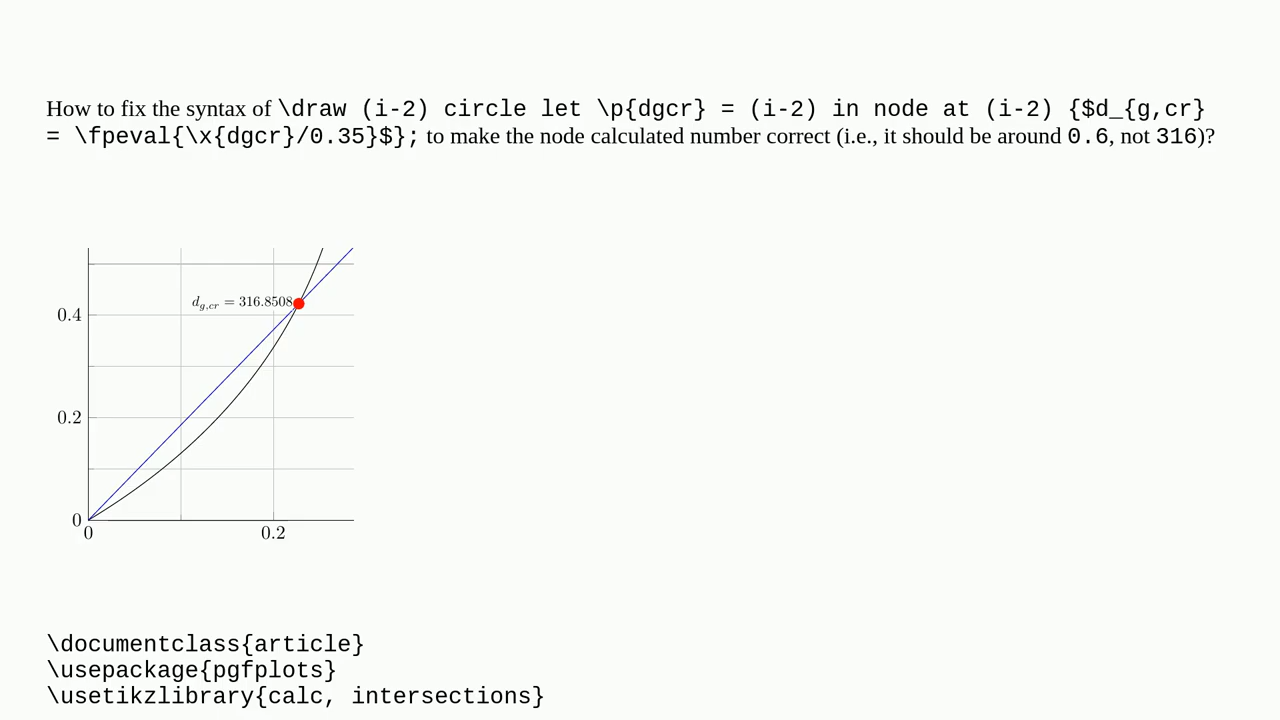 How to fix the syntax of \draw (i-2) circle let \p{dgcr} = (i-2) in node at (i-2) {$d_{g,cr}
= \fpeval{\x{dgcr}/0.35}$}; to make the node calculated number correct (i.e., it should be around 0.6, not 316)?
d_{g,cr} = 316.8508
0.4
0.2
0
0 0.2
\documentclass{article}
\usepackage{pgfplots}
\usetikzlibrary{calc, intersections}